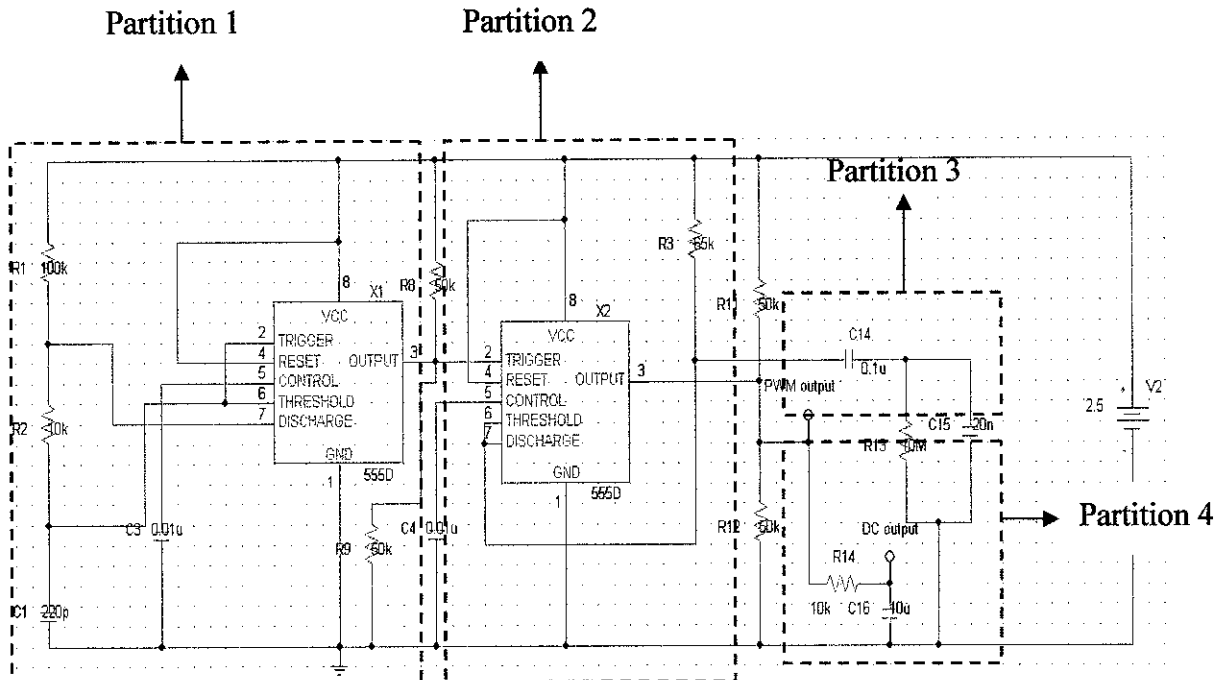 Partition 1
Partition 2
Partition 3
R1 100k
8
X1
R8 50k
VCC
2 TRIGGER
4 RESET OUTPUT 3
5 CONTROL
6 THRESHOLD
7 DISCHARGE
GND
1
555D
R2 10k
C3 0.01u
C1 220p
R9 50k
C4 0.01u
R3 65k
8
X2
VCC
2 TRIGGER
4 RESET OUTPUT 3
5 CONTROL
6 THRESHOLD
7 DISCHARGE
GND
1
555D
50k
C14
0.1u
PWM output
C15 20n
R13 10M
V2
2.5
R12 50k
Partition 4
DC output
R14
10k C16 10u